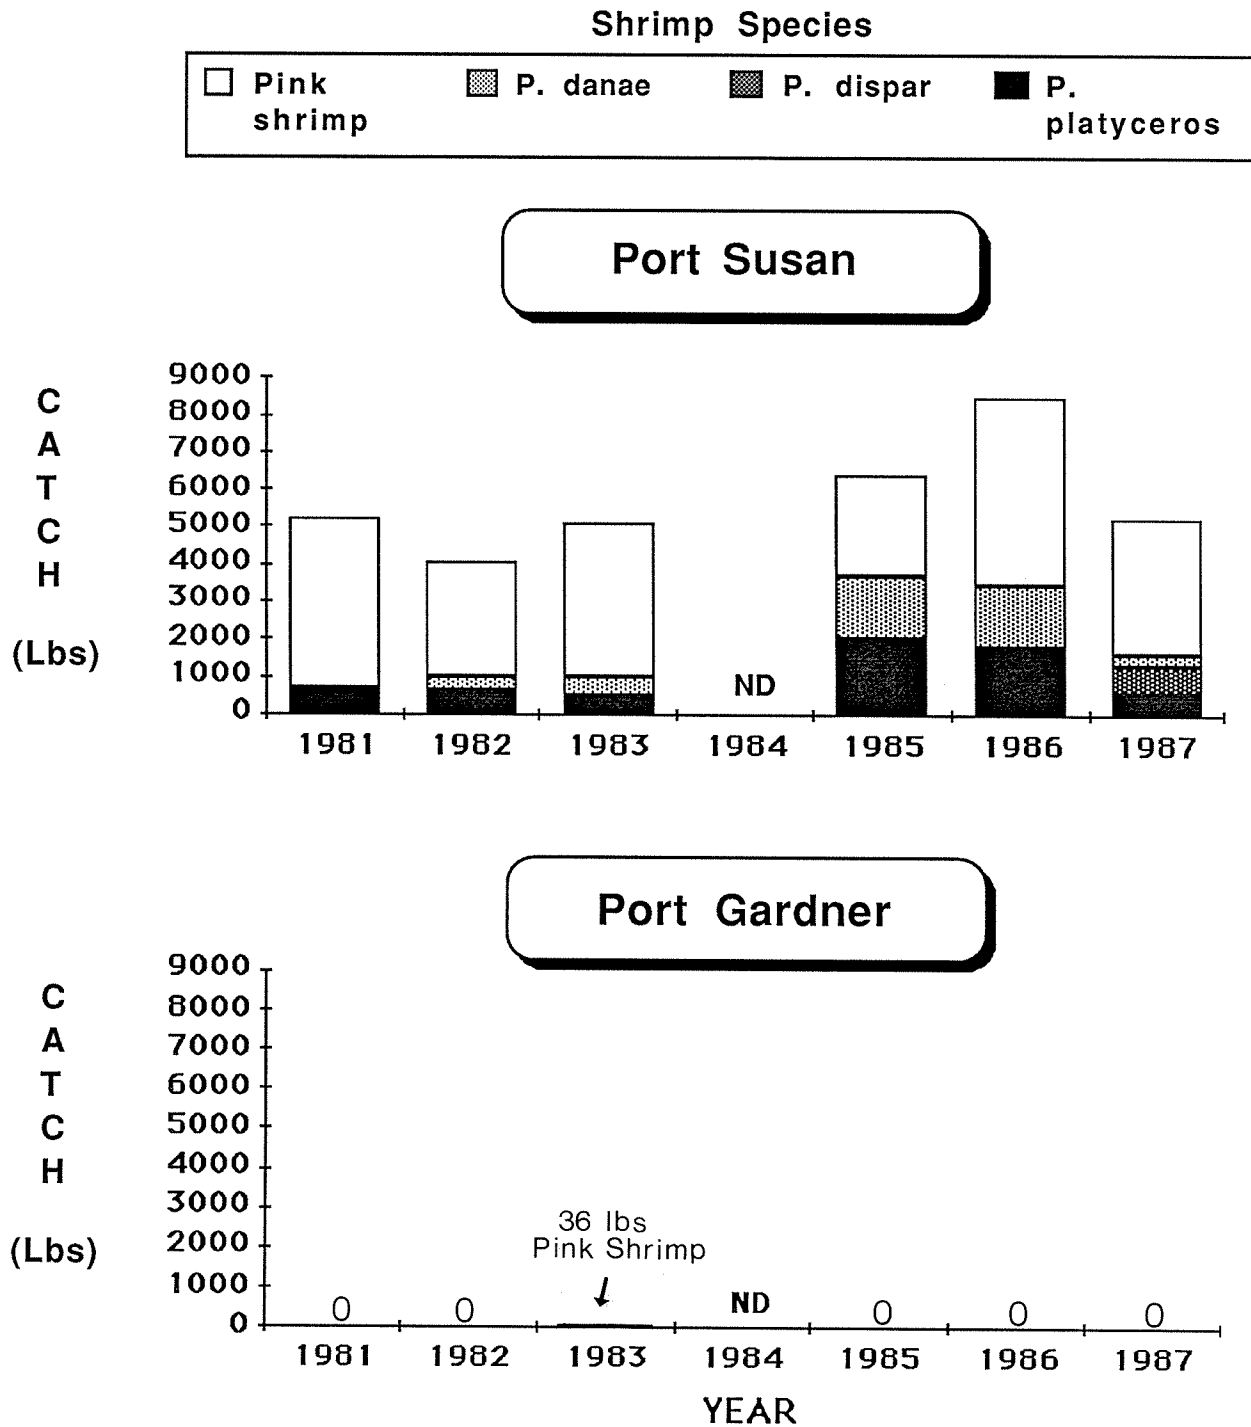 Shrimp Species
Pink shrimp
P. danae
P. dispar
P. platyceros
Port Susan
CATCH
(Lbs)
9000
8000
7000
6000
5000
4000
3000
2000
1000
0
ND
1981 1982 1983 1984 1985 1986 1987
Port Gardner
CATCH
(Lbs)
9000
8000
7000
6000
5000
4000
3000
2000
1000
0
36 lbs
Pink Shrimp
0 0 ND 0 0 0
1981 1982 1983 1984 1985 1986 1987
YEAR